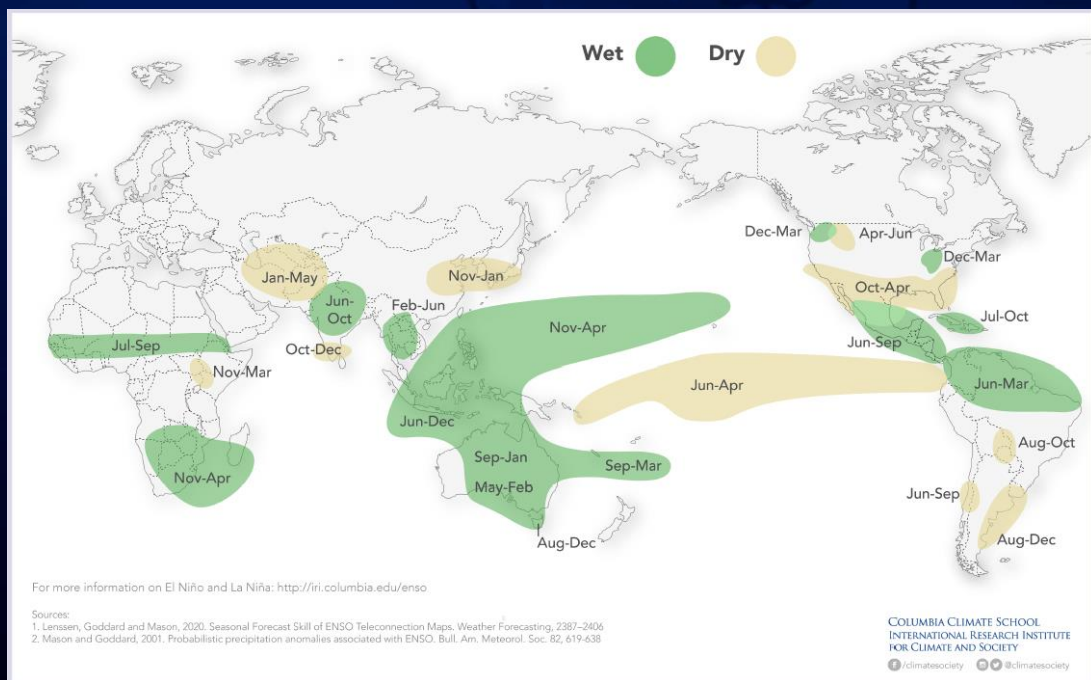 Wet
Dry
Dec-Mar
Apr-Jun
Dec-Mar
Jan-May
Nov-Jan
Oct-Apr
Jun-
Oct
Feb-Jun
Nov-Apr
Jul-Oct
Jul-Sep
Oct-Dec
Jun-Sep
Nov-Mar
Jun-Apr
Jun-Mar
Jun-Dec
Aug-Oct
Sep-Jan
Sep-Mar
Nov-Apr
May-Feb
Jun-Sep
Aug-Dec
Aug-Dec
For more information on El Niño and La Niña: http://iri.columbia.edu/enso
Sources:
1. Lenssen, Goddard and Mason, 2020. Seasonal Forecast Skill of ENSO Teleconnection Maps. Weather Forecasting, 2387–2406
2. Mason and Goddard, 2001. Probabilistic precipitation anomalies associated with ENSO. Bull. Am. Meteorol. Soc. 82, 619-638
COLUMBIA CLIMATE SCHOOL
INTERNATIONAL RESEARCH INSTITUTE
FOR CLIMATE AND SOCIETY
/climatesociety @climatesociety